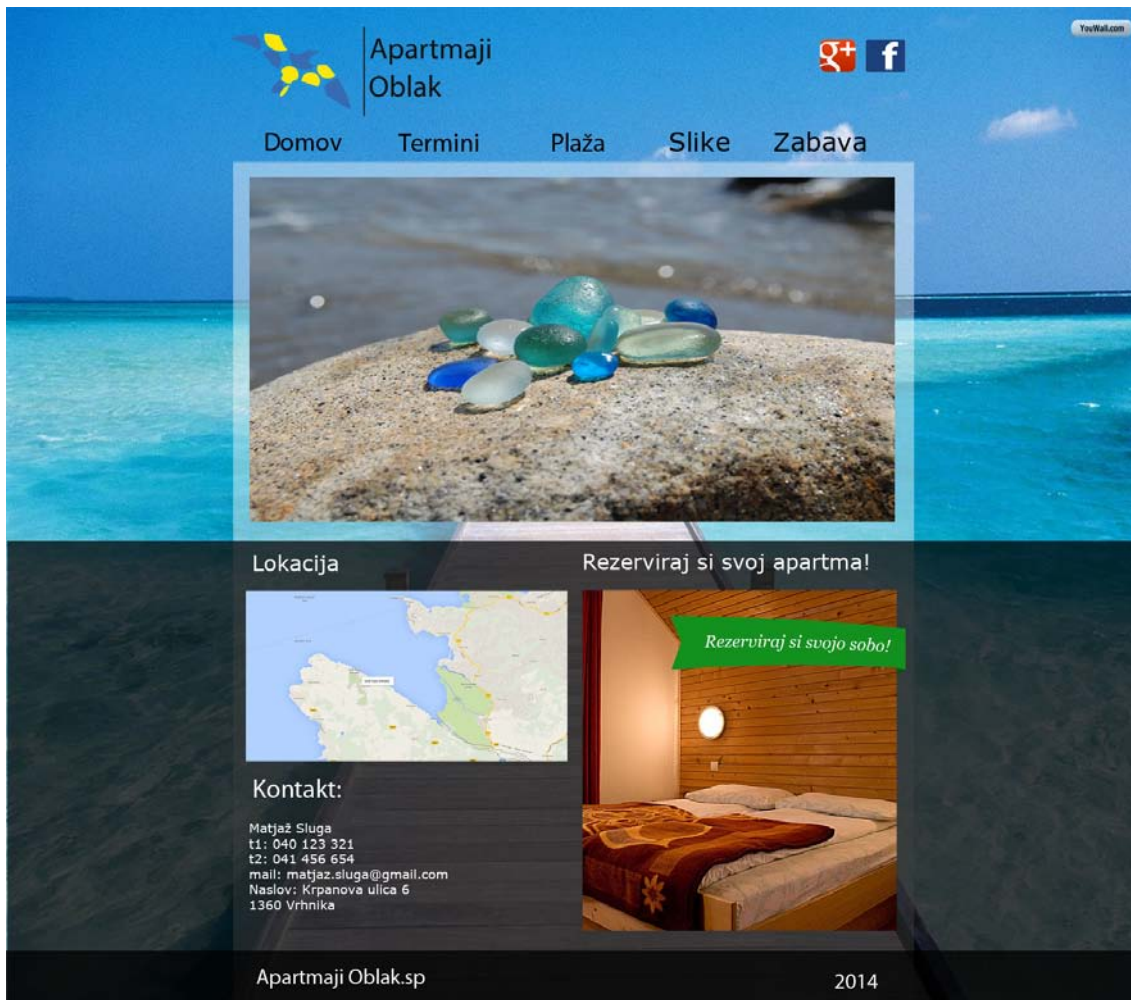 YouWall.com
Apartmaji
Oblak
g+ f
Domov Termini Plaža Slike Zabava
Lokacija
Rezerviraj si svoj apartma!
Rezerviraj si svojo sobo!
Kontakt:
Matjaž Sluga
t1: 040 123 321
t2: 041 456 654
mail: matjaz.sluga@gmail.com
Naslov: Krpanova ulica 6
1360 Vrhnika
Apartmaji Oblak.sp
2014